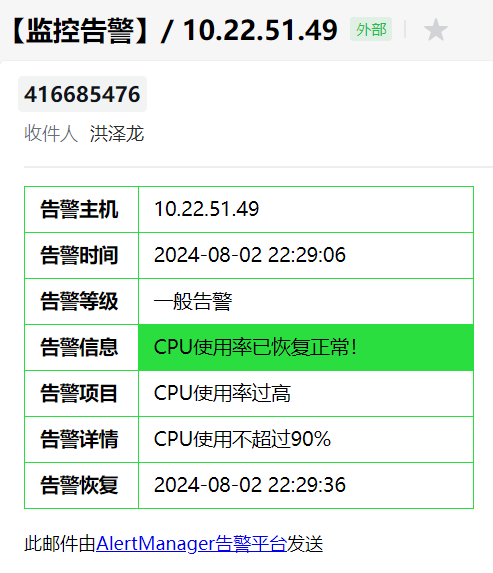 【监控告警】/ 10.22.51.49 外部
416685476
收件人 洪泽龙
告警主机 10.22.51.49
告警时间 2024-08-02 22:29:06
告警等级 一般告警
告警信息 CPU使用率已恢复正常!
告警项目 CPU使用率过高
告警详情 CPU使用不超过90%
告警恢复 2024-08-02 22:29:36
此邮件由AlertManager告警平台发送